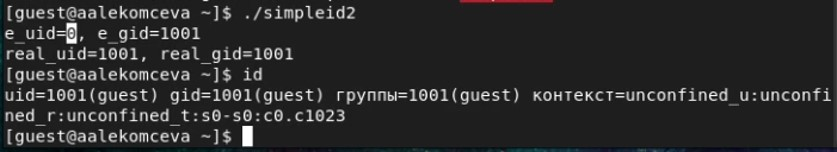 [guest@aalekomceva ~]$ ./simpleid2
e_uid=0, e_gid=1001
real_uid=1001, real_gid=1001
[guest@aalekomceva ~]$ id
uid=1001(guest) gid=1001(guest) группы=1001(guest) контекст=unconfined_u:unconfi
ned_r:unconfined_t:s0-s0:c0.c1023
[guest@aalekomceva ~]$